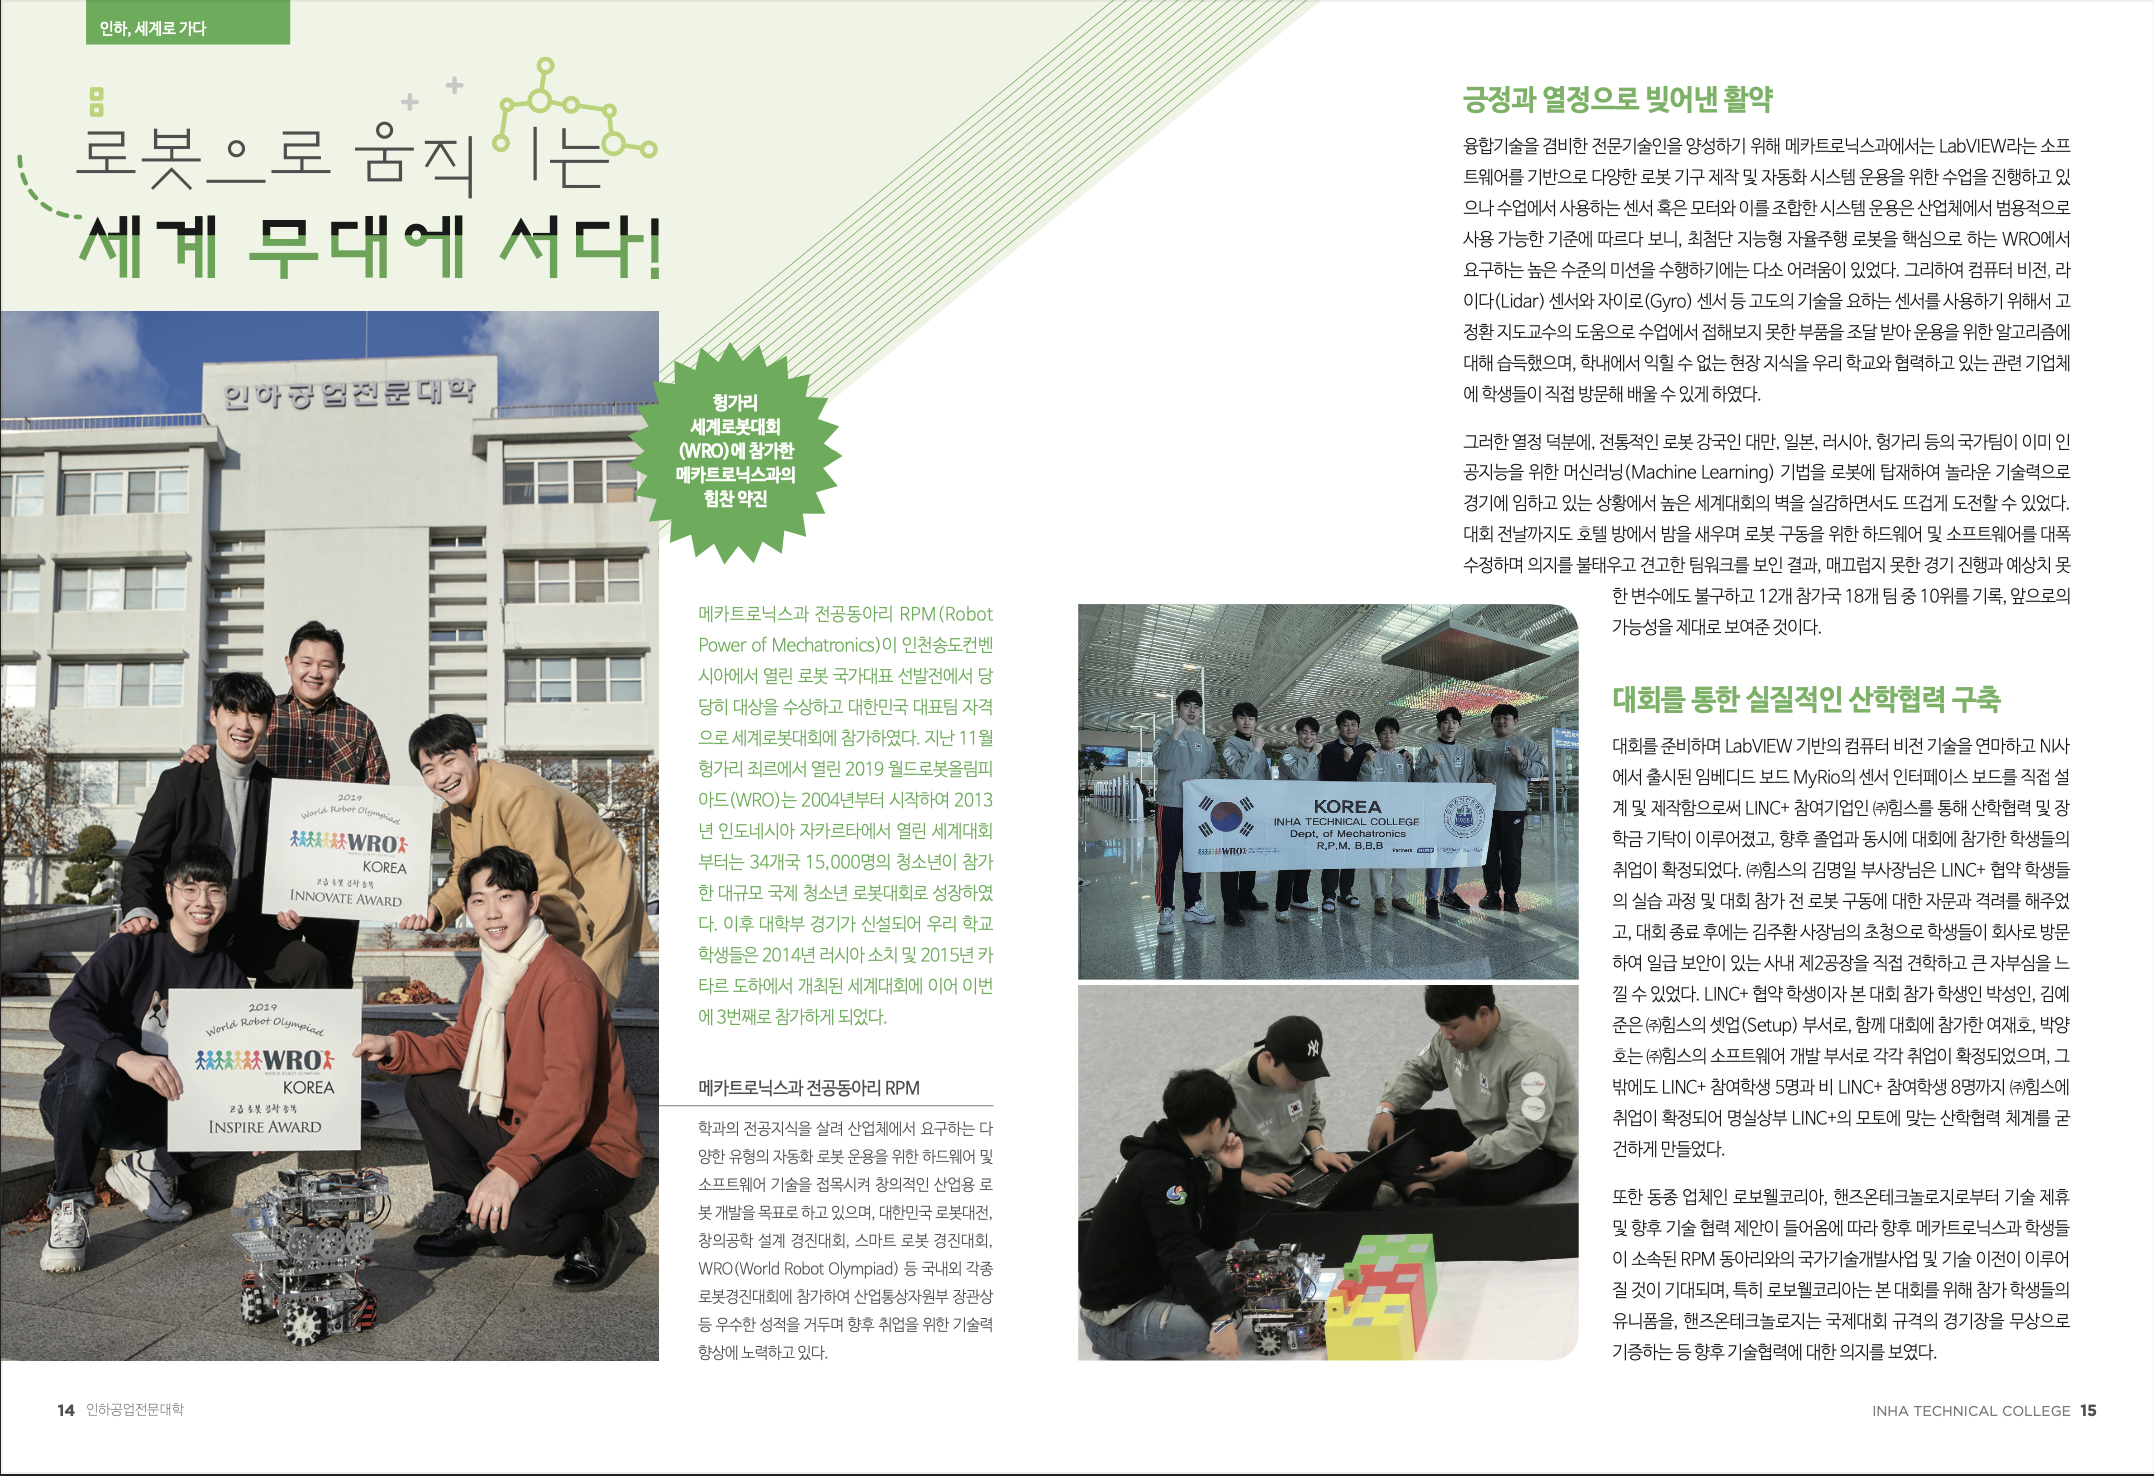 인하, 세계로 가다
로봇으로 움직이는
세계 무대에 서다!
인하공업전문대학
헝가리
세계로봇대회
(WRO)에 참가한
메카트로닉스과의
힘찬 약진
2019
World Robot Olympiad
WRO
KOREA
고급 로봇 공학 종목
INNOVATE AWARD
2019
World Robot Olympiad
WRO
KOREA
고급 로봇 공학 종목
INSPIRE AWARD
메카트로닉스과 전공동아리 RPM(Robot
Power of Mechatronics)이 인천송도컨벤
시아에서 열린 로봇 국가대표 선발전에서 당
당히 대상을 수상하고 대한민국 대표팀 자격
으로 세계로봇대회에 참가하였다. 지난 11월
헝가리 죄르에서 열린 2019 월드로봇올림피
아드(WRO)는 2004년부터 시작하여 2013
년 인도네시아 자카르타에서 열린 세계대회
부터는 34개국 15,000명의 청소년이 참가
한 대규모 국제 청소년 로봇대회로 성장하였
다. 이후 대학부 경기가 신설되어 우리 학교
학생들은 2014년 러시아 소치 및 2015년 카
타르 도하에서 개최된 세계대회에 이어 이번
에 3번째로 참가하게 되었다.
메카트로닉스과 전공동아리 RPM
학과의 전공지식을 살려 산업체에서 요구하는 다
양한 유형의 자동화 로봇 운용을 위한 하드웨어 및
소프트웨어 기술을 접목시켜 창의적인 산업용 로
봇 개발을 목표로 하고 있으며, 대한민국 로봇대전,
창의공학 설계 경진대회, 스마트 로봇 경진대회,
WRO(World Robot Olympiad) 등 국내외 각종
로봇경진대회에 참가하여 산업통상자원부 장관상
등 우수한 성적을 거두며 향후 취업을 위한 기술력
향상에 노력하고 있다.
14 인하공업전문대학
긍정과 열정으로 빚어낸 활약
융합기술을 겸비한 전문기술인을 양성하기 위해 메카트로닉스과에서는 LabVIEW라는 소프
트웨어를 기반으로 다양한 로봇 기구 제작 및 자동화 시스템 운용을 위한 수업을 진행하고 있
으나 수업에서 사용하는 센서 혹은 모터와 이를 조합한 시스템 운용은 산업체에서 범용적으로
사용 가능한 기준에 따르다 보니, 최첨단 지능형 자율주행 로봇을 핵심으로 하는 WRO에서
요구하는 높은 수준의 미션을 수행하기에는 다소 어려움이 있었다. 그리하여 컴퓨터 비전, 라
이다(Lidar) 센서와 자이로(Gyro) 센서 등 고도의 기술을 요하는 센서를 사용하기 위해서 고
정환 지도교수의 도움으로 수업에서 접해보지 못한 부품을 조달 받아 운용을 위한 알고리즘에
대해 습득했으며, 학내에서 익힐 수 없는 현장 지식을 우리 학교와 협력하고 있는 관련 기업체
에 학생들이 직접 방문해 배울 수 있게 하였다.
그러한 열정 덕분에, 전통적인 로봇 강국인 대만, 일본, 러시아, 헝가리 등의 국가팀이 이미 인
공지능을 위한 머신러닝(Machine Learning) 기법을 로봇에 탑재하여 놀라운 기술력으로
경기에 임하고 있는 상황에서 높은 세계대회의 벽을 실감하면서도 뜨겁게 도전할 수 있었다.
대회 전날까지도 호텔 방에서 밤을 새우며 로봇 구동을 위한 하드웨어 및 소프트웨어를 대폭
수정하며 의지를 불태우고 견고한 팀워크를 보인 결과, 매끄럽지 못한 경기 진행과 예상치 못
한 변수에도 불구하고 12개 참가국 18개 팀 중 10위를 기록, 앞으로의
가능성을 제대로 보여준 것이다.
KOREA
INHA TECHNICAL COLLEGE
Dept. of Mechatronics
R.P.M, B.B.B
WRO
Partners
NY
대회를 통한 실질적인 산학협력 구축
대회를 준비하며 LabVIEW 기반의 컴퓨터 비전 기술을 연마하고 NI사
에서 출시된 임베디드 보드 MyRio의 센서 인터페이스 보드를 직접 설
계 및 제작함으로써 LINC+ 참여기업인 ㈜힘스를 통해 산학협력 및 장
학금 기탁이 이루어졌고, 향후 졸업과 동시에 대회에 참가한 학생들의
취업이 확정되었다. ㈜힘스의 김명일 부사장님은 LINC+ 협약 학생들
의 실습 과정 및 대회 참가 전 로봇 구동에 대한 자문과 격려를 해주었
고, 대회 종료 후에는 김주환 사장님의 초청으로 학생들이 회사로 방문
하여 일급 보안이 있는 사내 제2공장을 직접 견학하고 큰 자부심을 느
낄 수 있었다. LINC+ 협약 학생이자 본 대회 참가 학생인 박성인, 김예
준은 ㈜힘스의 셋업(Setup) 부서로, 함께 대회에 참가한 여재호, 박양
호는 ㈜힘스의 소프트웨어 개발 부서로 각각 취업이 확정되었으며, 그
밖에도 LINC+ 참여학생 5명과 비 LINC+ 참여학생 8명까지 ㈜힘스에
취업이 확정되어 명실상부 LINC+의 모토에 맞는 산학협력 체계를 굳
건하게 만들었다.
또한 동종 업체인 로보웰코리아, 핸즈온테크놀로지로부터 기술 제휴
및 향후 기술 협력 제안이 들어옴에 따라 향후 메카트로닉스과 학생들
이 소속된 RPM 동아리와의 국가기술개발사업 및 기술 이전이 이루어
질 것이 기대되며, 특히 로보웰코리아는 본 대회를 위해 참가 학생들의
유니폼을, 핸즈온테크놀로지는 국제대회 규격의 경기장을 무상으로
기증하는 등 향후 기술협력에 대한 의지를 보였다.
INHA TECHNICAL COLLEGE 15